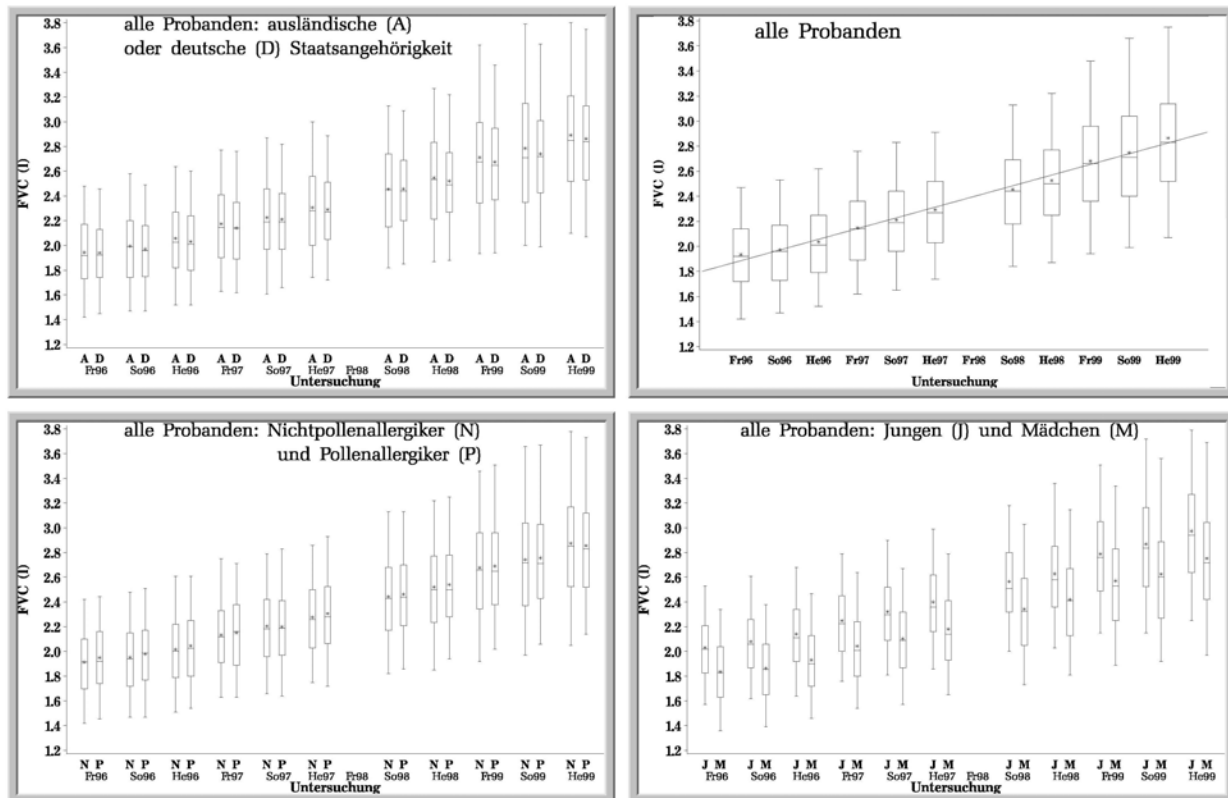 alle Probanden: ausländische (A)
oder deutsche (D) Staatsangehörigkeit
FVC (l)
3.8
3.6
3.4
3.2
3.0
2.8
2.6
2.4
2.2
2.0
1.8
1.6
1.4
1.2
A D A D A D A D A D A D A D A D A D A D A D
Fr96 So96 He96 Fr97 So97 He97 Fr98 So98 He98 Fr99 So99 He99
Untersuchung
alle Probanden
FVC (l)
3.8
3.6
3.4
3.2
3.0
2.8
2.6
2.4
2.2
2.0
1.8
1.6
1.4
1.2
Fr96 So96 He96 Fr97 So97 He97 Fr98 So98 He98 Fr99 So99 He99
Untersuchung
alle Probanden: Nichtpollenallergiker (N)
und Pollenallergiker (P)
FVC (l)
3.8
3.6
3.4
3.2
3.0
2.8
2.6
2.4
2.2
2.0
1.8
1.6
1.4
1.2
N P N P N P N P N P N P N P N P N P N P N P
Fr96 So96 He96 Fr97 So97 He97 Fr98 So98 He98 Fr99 So99 He99
Untersuchung
alle Probanden: Jungen (J) und Mädchen (M)
FVC (l)
3.8
3.6
3.4
3.2
3.0
2.8
2.6
2.4
2.2
2.0
1.8
1.6
1.4
1.2
J M J M J M J M J M J M J M J M J M J M J M
Fr96 So96 He96 Fr97 So97 He97 Fr98 So98 He98 Fr99 So99 He99
Untersuchung